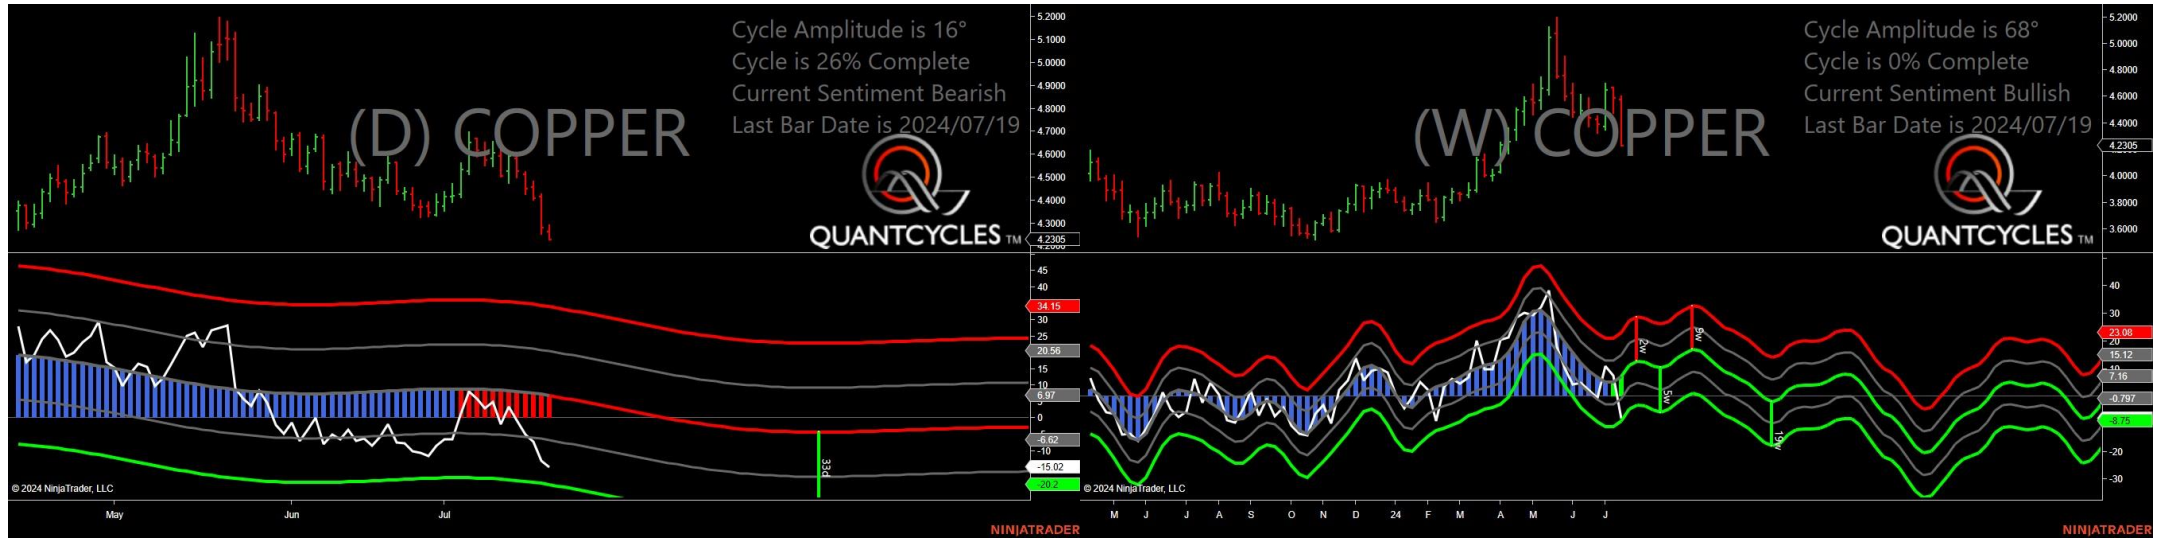 Cycle Amplitude is 16°
Cycle is 26% Complete
Current Sentiment Bearish
Last Bar Date is 2024/07/19
(D) COPPER
QUANTCYCLES TM
5.2000
5.1000
5.0000
4.9000
4.8000
4.7000
4.6000
4.5000
4.4000
4.3000
4.2305
45
34.15
30
25
20.56
15
10
6.97
0
-6.62
-10
-15.02
-20.2
33d
© 2024 NinjaTrader, LLC
May Jun Jul
NINJATRADER
Cycle Amplitude is 68°
Cycle is 0% Complete
Current Sentiment Bullish
Last Bar Date is 2024/07/19
(W) COPPER
QUANTCYCLES TM
5.2000
5.0000
4.8000
4.6000
4.4000
4.2305
4.0000
3.8000
3.6000
40
30
23.08
20
15.12
7.16
-0.797
-8.75
-20
-30
2w
5w
9w
19w
© 2024 NinjaTrader, LLC
M J J A S O N D 24 F M A M J J
NINJATRADER